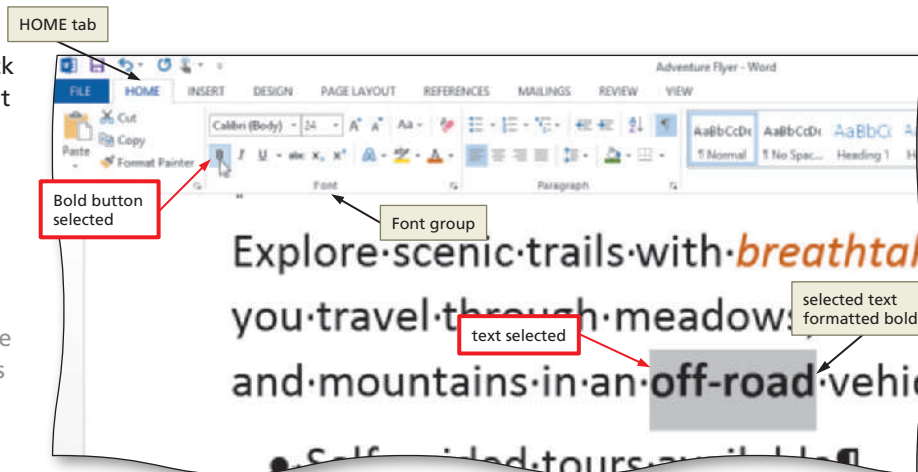 HOME tab
Adventure Flyer - Word
FILE HOME INSERT DESIGN PAGE LAYOUT REFERENCES MAILINGS REVIEW VIEW
Cut
Copy
Format Painter
Paste
Calibri (Body) 24
AaBbCcDc AaBbCcDc AaBbC
¶ Normal ¶ No Spac... Heading 1
Font Paragraph
Bold button
selected
Font group
Explore·scenic·trails·with·breathta
you·travel·through·meadows
selected text
formatted bold
text selected
and·mountains·in·an·off-road·vehic